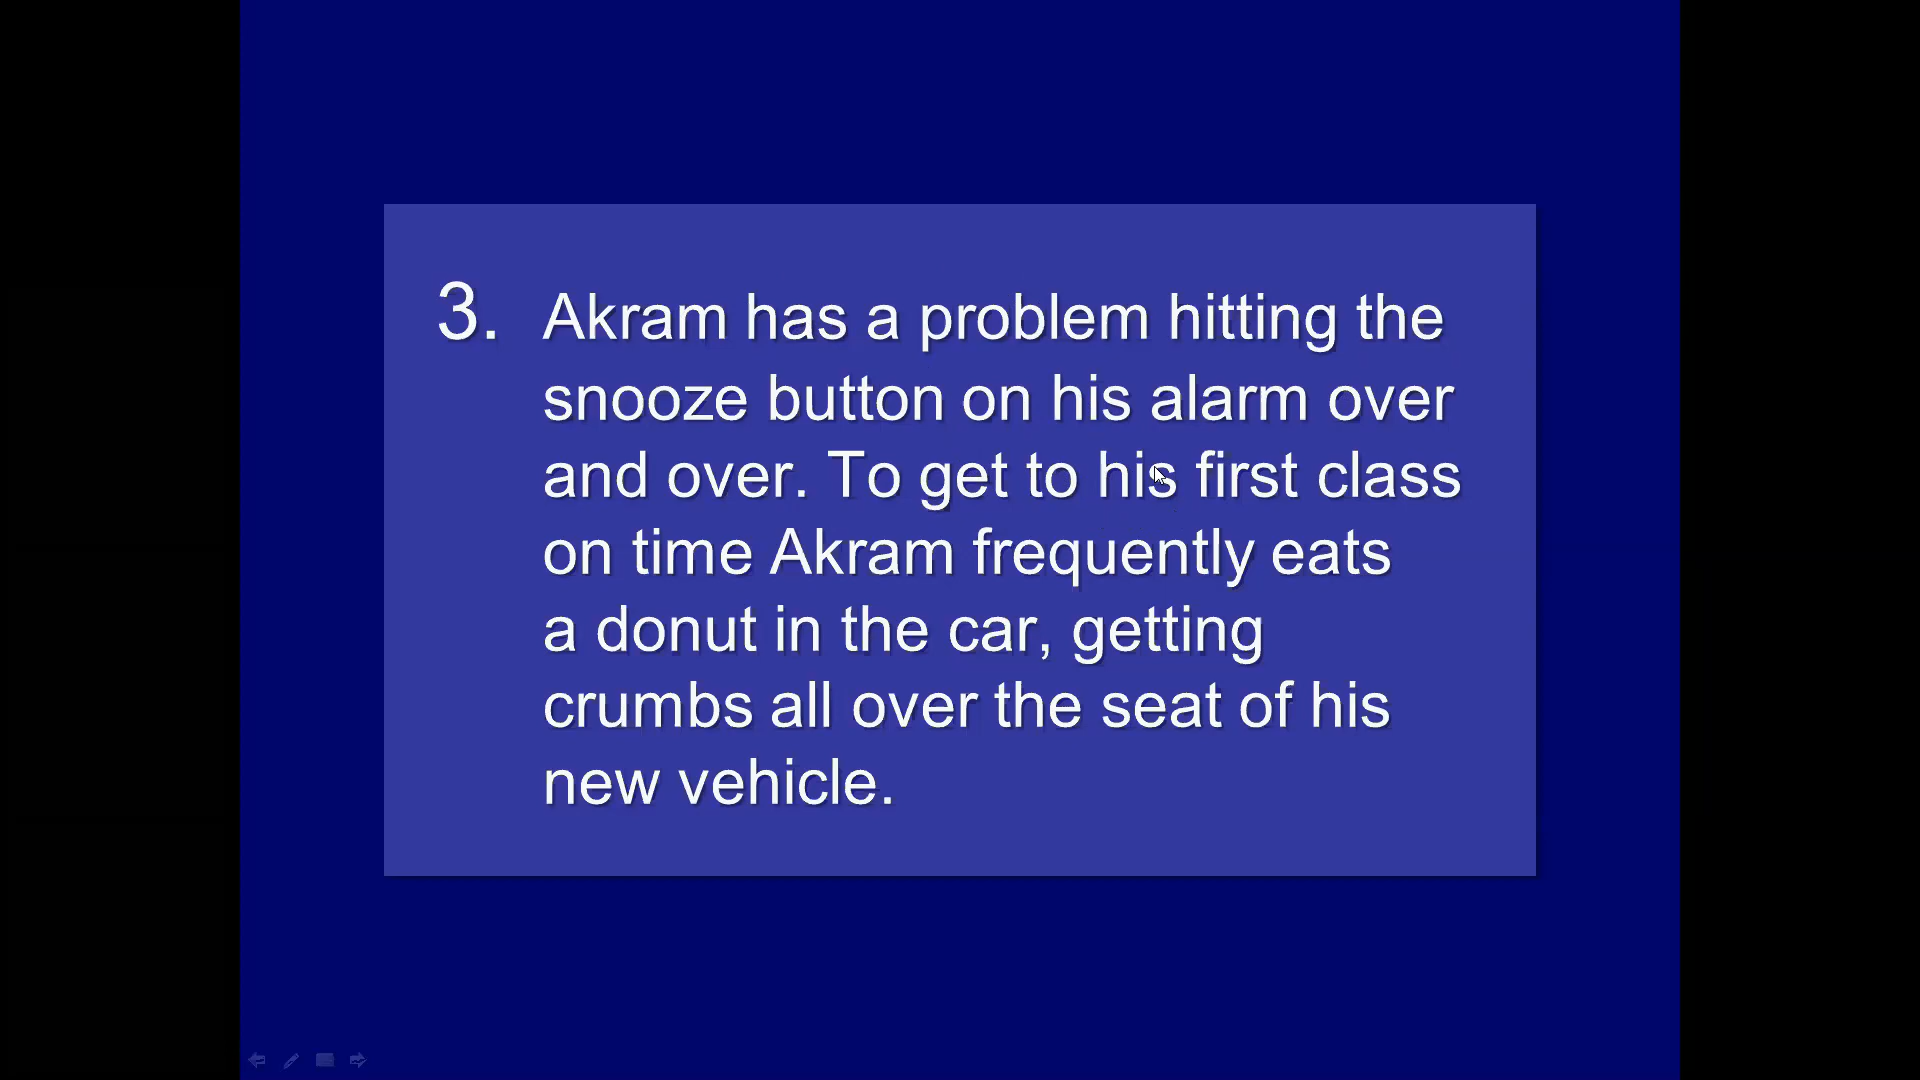 3. Akram has a problem hitting the
snooze button on his alarm over
and over. To get to his first class
on time Akram frequently eats
a donut in the car, getting
crumbs all over the seat of his
new vehicle.